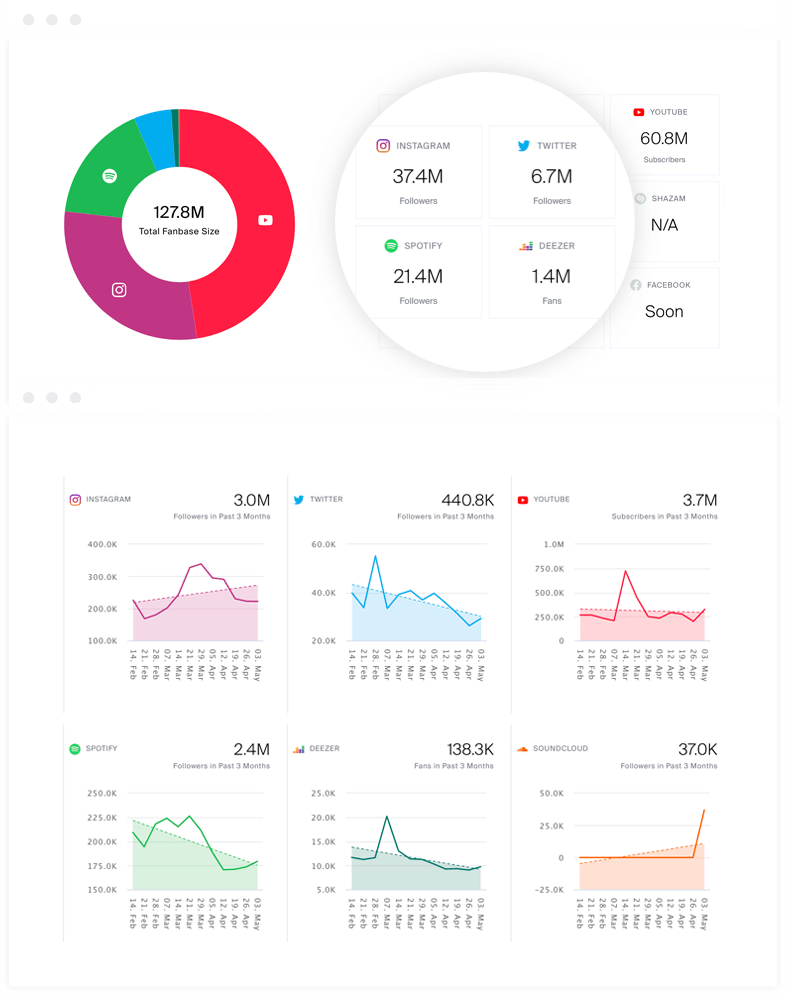 127.8M
Total Fanbase Size
INSTAGRAM
37.4M
Followers
TWITTER
6.7M
Followers
SPOTIFY
21.4M
Followers
DEEZER
1.4M
Fans
YOUTUBE
60.8M
Subscribers
SHAZAM
N/A
FACEBOOK
Soon
INSTAGRAM
3.0M
Followers in Past 3 Months
400.0K
300.0K
200.0K
100.0K
14. Feb
21. Feb
28. Feb
07. Mar
14. Mar
21. Mar
29. Mar
05. Apr
12. Apr
19. Apr
26. Apr
03. May
TWITTER
440.8K
Followers in Past 3 Months
60.0K
40.0K
20.0K
14. Feb
21. Feb
28. Feb
07. Mar
14. Mar
21. Mar
29. Mar
05. Apr
12. Apr
19. Apr
26. Apr
03. May
YOUTUBE
3.7M
Subscribers in Past 3 Months
1.0M
750.0K
500.0K
250.0K
0
14. Feb
21. Feb
28. Feb
07. Mar
14. Mar
21. Mar
29. Mar
05. Apr
12. Apr
19. Apr
26. Apr
03. May
SPOTIFY
2.4M
Followers in Past 3 Months
250.0K
225.0K
200.0K
175.0K
150.0K
14. Feb
21. Feb
28. Feb
07. Mar
14. Mar
21. Mar
29. Mar
05. Apr
12. Apr
19. Apr
26. Apr
03. May
DEEZER
138.3K
Fans in Past 3 Months
25.0K
20.0K
15.0K
10.0K
5.0K
14. Feb
21. Feb
28. Feb
07. Mar
14. Mar
21. Mar
29. Mar
05. Apr
12. Apr
19. Apr
26. Apr
03. May
SOUNDCLOUD
37.0K
Followers in Past 3 Months
50.0K
25.0K
0
-25.0K
14. Feb
21. Feb
28. Feb
07. Mar
14. Mar
21. Mar
29. Mar
05. Apr
12. Apr
19. Apr
26. Apr
03. May